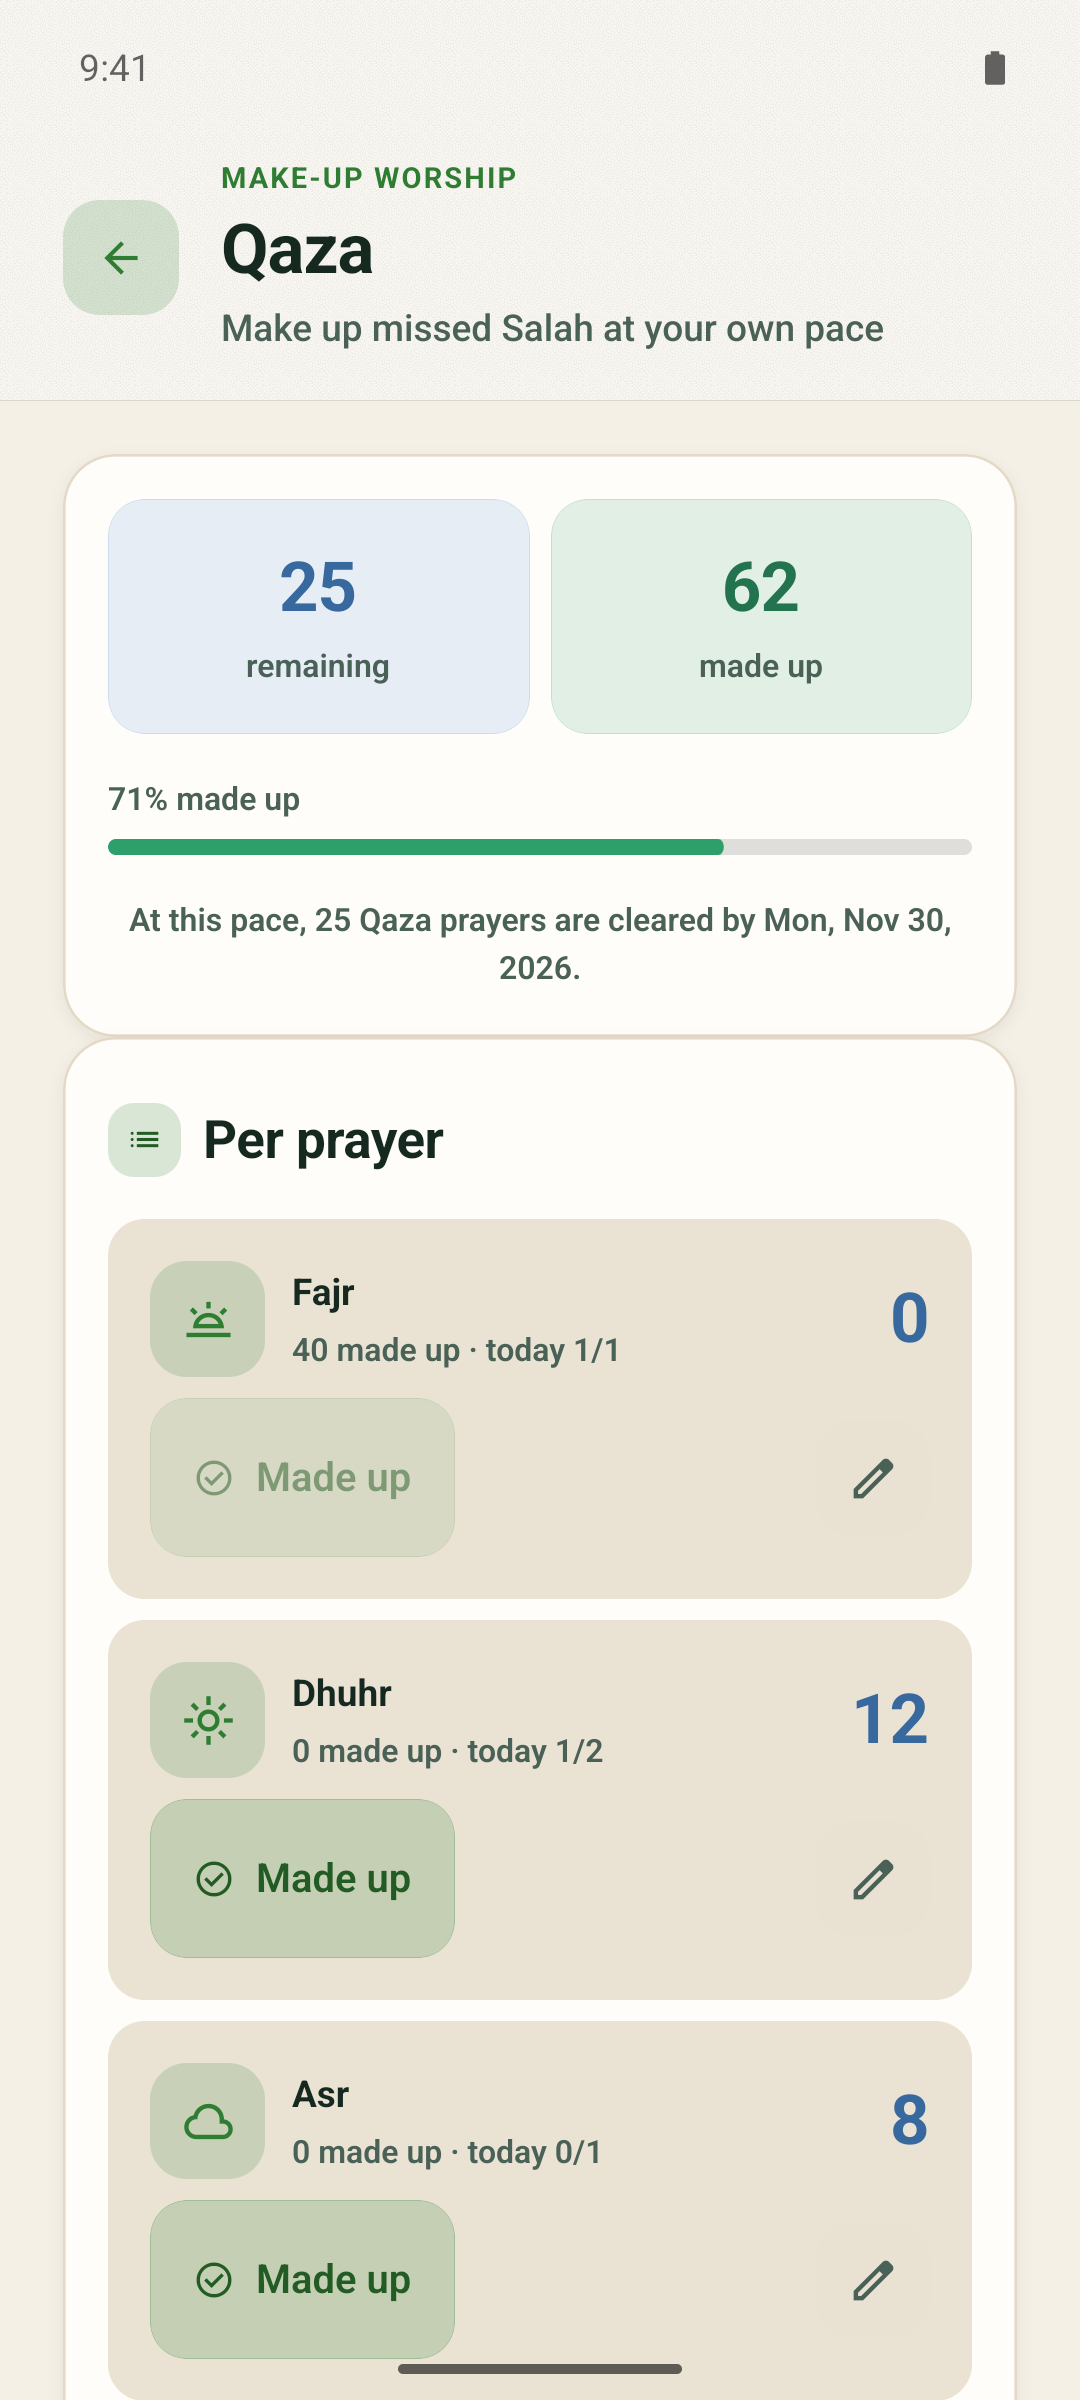 9:41
MAKE-UP WORSHIP
Qaza
Make up missed Salah at your own pace
25
remaining
62
made up
71% made up
At this pace, 25 Qaza prayers are cleared by Mon, Nov 30,
2026.
Per prayer
Fajr
40 made up · today 1/1
0
Made up
Dhuhr
0 made up · today 1/2
12
Made up
Asr
0 made up · today 0/1
8
Made up